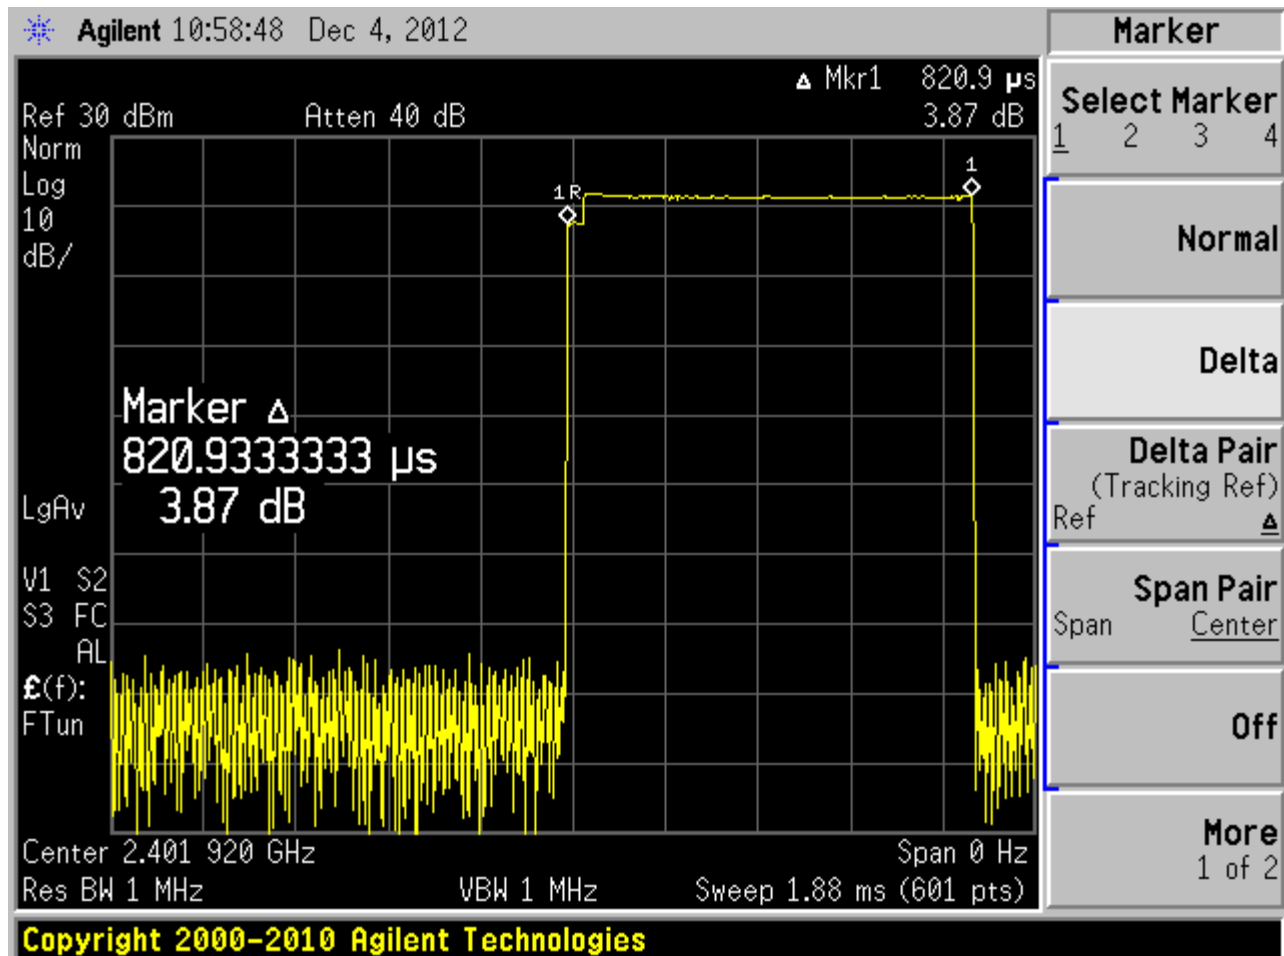 Agilent 10:58:48 Dec 4, 2012
Marker
Δ Mkr1 820.9 µs
Ref 30 dBm Atten 40 dB 3.87 dB
Select Marker
1 2 3 4
Norm
Log
10
dB/
1R
1
Normal
Delta
Marker Δ
820.9333333 µs
3.87 dB
Delta Pair
(Tracking Ref)
Ref Δ
LgAv
V1 S2
S3 FC
AL
Span Pair
Span Center
£(f):
FTun
Off
Center 2.401 920 GHz Span 0 Hz
Res BW 1 MHz VBW 1 MHz Sweep 1.88 ms (601 pts)
More
1 of 2
Copyright 2000-2010 Agilent Technologies